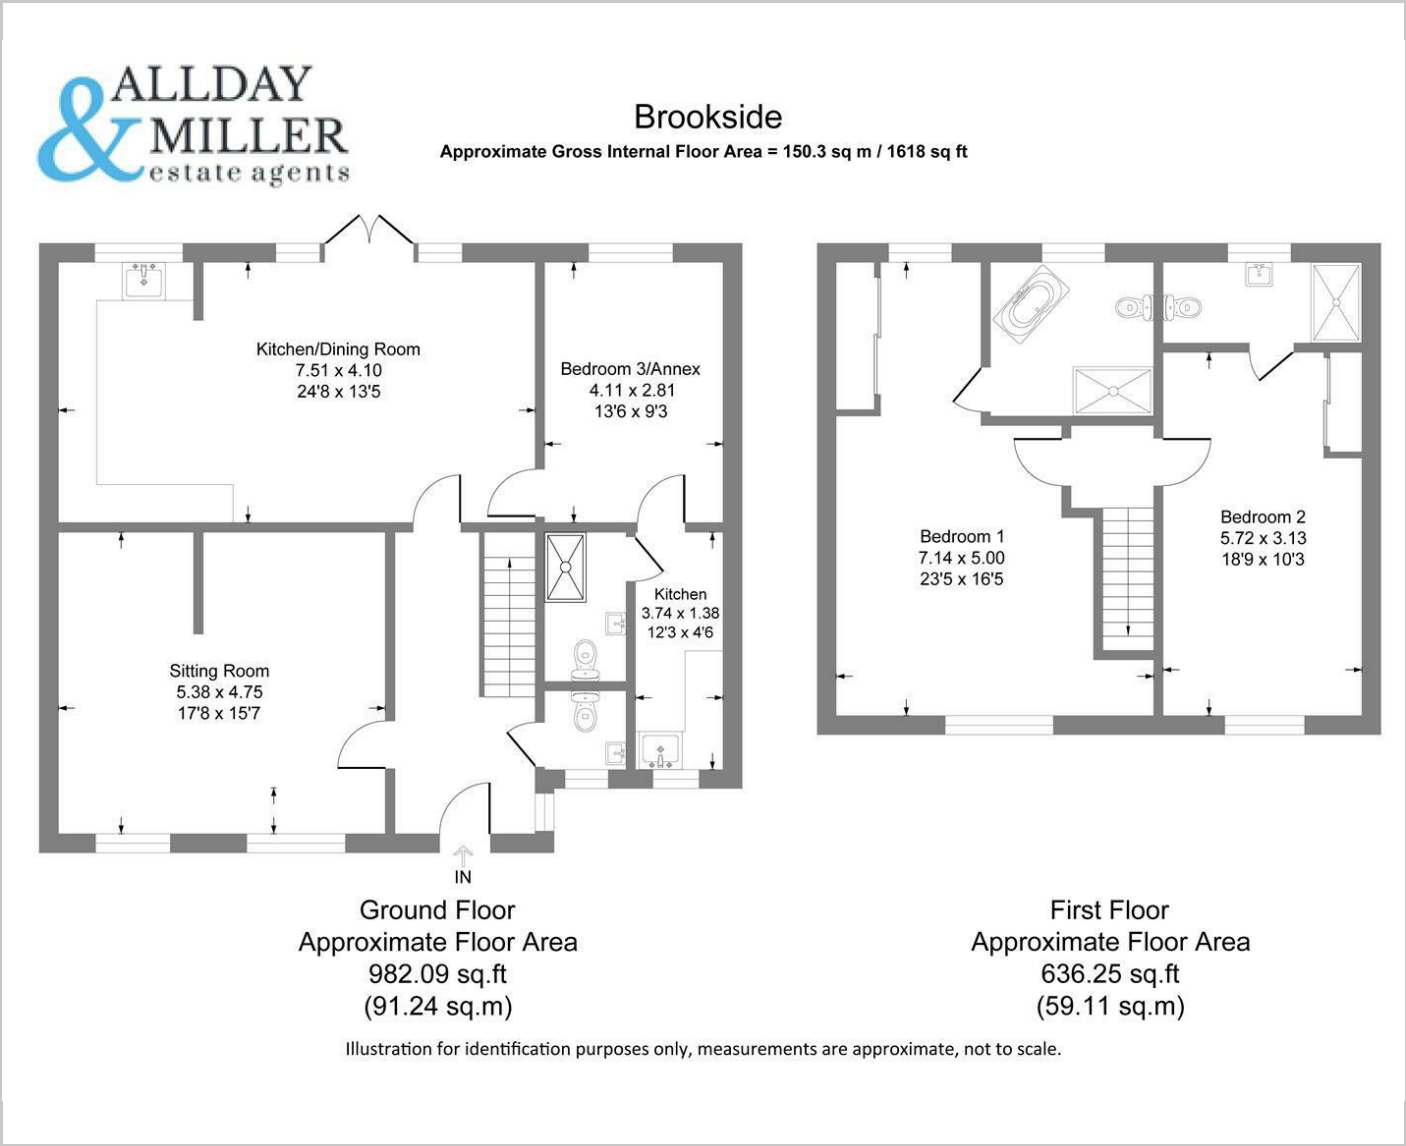 & ALLDAY
MILLER
estate agents
Brookside
Approximate Gross Internal Floor Area = 150.3 sq m / 1618 sq ft
Kitchen/Dining Room
7.51 x 4.10
24'8 x 13'5
Bedroom 3/Annex
4.11 x 2.81
13'6 x 9'3
Kitchen
3.74 x 1.38
12'3 x 4'6
Sitting Room
5.38 x 4.75
17'8 x 15'7
IN
Bedroom 1
7.14 x 5.00
23'5 x 16'5
Bedroom 2
5.72 x 3.13
18'9 x 10'3
Ground Floor
Approximate Floor Area
982.09 sq.ft
(91.24 sq.m)
First Floor
Approximate Floor Area
636.25 sq.ft
(59.11 sq.m)
Illustration for identification purposes only, measurements are approximate, not to scale.